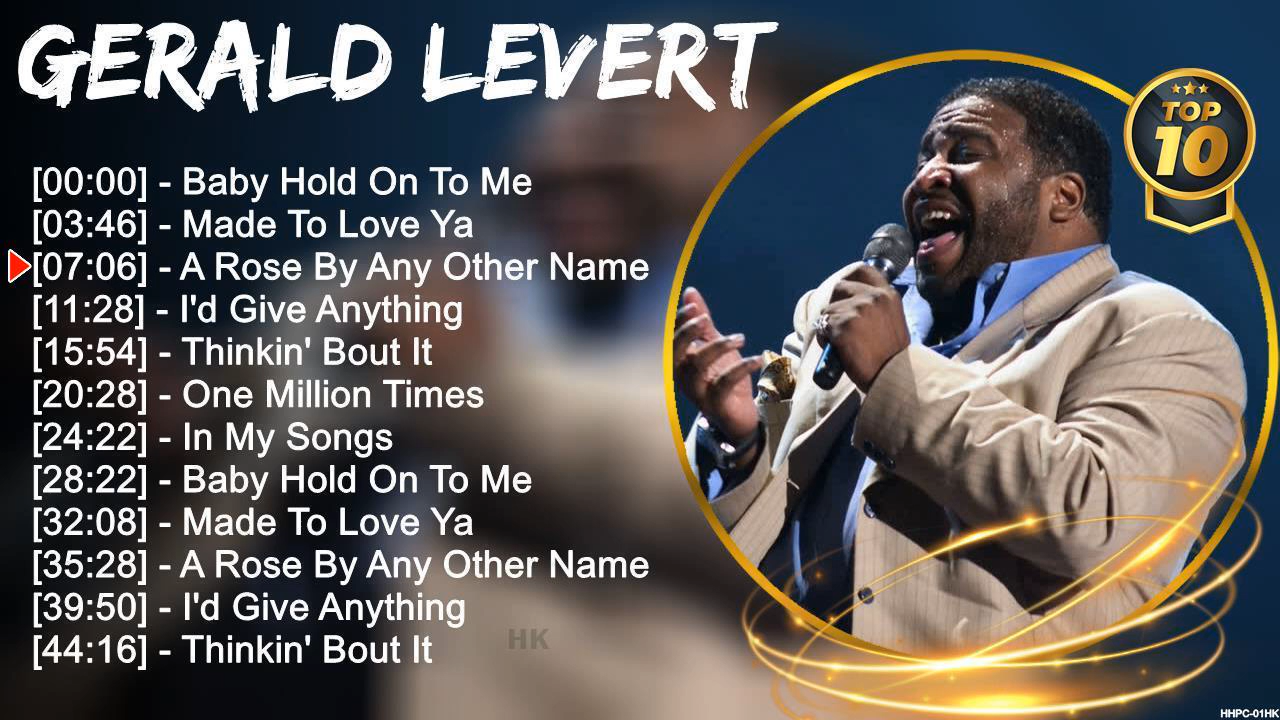 GERALD LEVERT
TOP
10
[00:00] - Baby Hold On To Me
[03:46] - Made To Love Ya
[07:06] - A Rose By Any Other Name
[11:28] - I'd Give Anything
[15:54] - Thinkin' Bout It
[20:28] - One Million Times
[24:22] - In My Songs
[28:22] - Baby Hold On To Me
[32:08] - Made To Love Ya
[35:28] - A Rose By Any Other Name
[39:50] - I'd Give Anything
[44:16] - Thinkin' Bout It
HK
HHPC-01HK